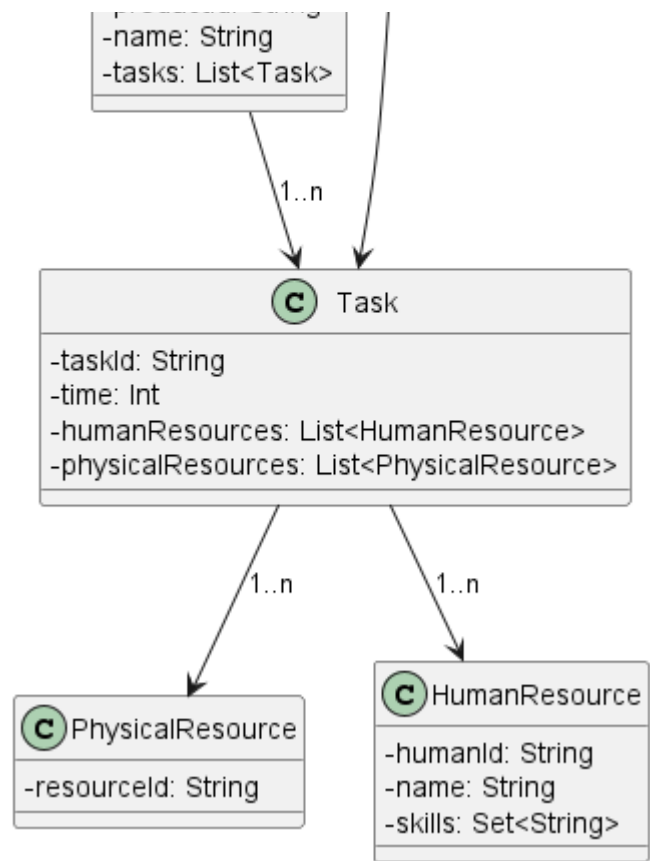 -name: String
-tasks: List<Task>
1..n
C Task
-taskId: String
-time: Int
-humanResources: List<HumanResource>
-physicalResources: List<PhysicalResource>
1..n
1..n
C PhysicalResource
-resourceId: String
C HumanResource
-humanId: String
-name: String
-skills: Set<String>